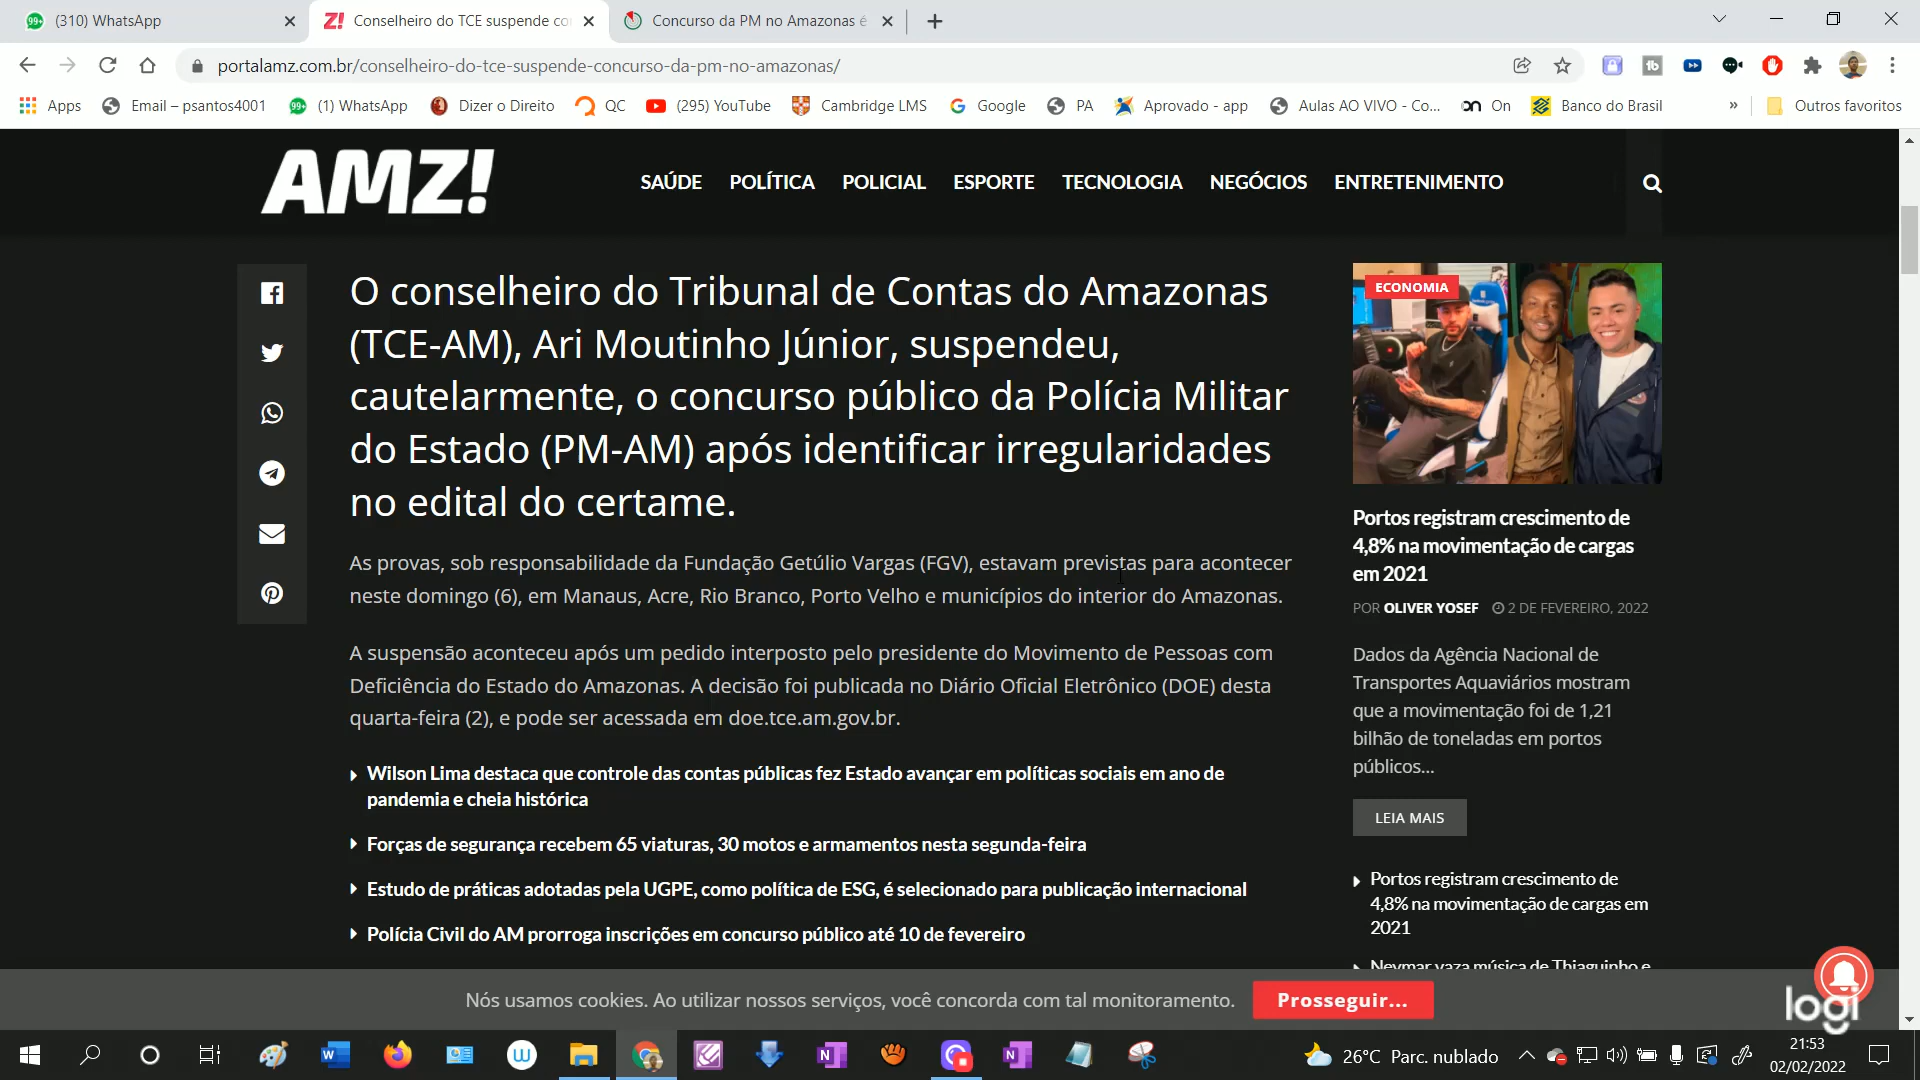 (310) WhatsApp
Conselheiro do TCE suspende co
Concurso da PM no Amazonas é
portalamz.com.br/conselheiro-do-tce-suspende-concurso-da-pm-no-amazonas/
Apps
Email – psantos4001
(1) WhatsApp
Dizer o Direito
QC
(295) YouTube
Cambridge LMS
Google
PA
Aprovado - app
Aulas AO VIVO - Co...
On
Banco do Brasil
»
Outros favoritos
AMZ!
SAÚDE
POLÍTICA
POLICIAL
ESPORTE
TECNOLOGIA
NEGÓCIOS
ENTRETENIMENTO
O conselheiro do Tribunal de Contas do Amazonas
(TCE-AM), Ari Moutinho Júnior, suspendeu,
cautelarmente, o concurso público da Polícia Militar
do Estado (PM-AM) após identificar irregularidades
no edital do certame.
As provas, sob responsabilidade da Fundação Getúlio Vargas (FGV), estavam previstas para acontecer
neste domingo (6), em Manaus, Acre, Rio Branco, Porto Velho e municípios do interior do Amazonas.
A suspensão aconteceu após um pedido interposto pelo presidente do Movimento de Pessoas com
Deficiência do Estado do Amazonas. A decisão foi publicada no Diário Oficial Eletrônico (DOE) desta
quarta-feira (2), e pode ser acessada em doe.tce.am.gov.br.
Wilson Lima destaca que controle das contas públicas fez Estado avançar em políticas sociais em ano de
pandemia e cheia histórica
Forças de segurança recebem 65 viaturas, 30 motos e armamentos nesta segunda-feira
Estudo de práticas adotadas pela UGPE, como política de ESG, é selecionado para publicação internacional
Polícia Civil do AM prorroga inscrições em concurso público até 10 de fevereiro
ECONOMIA
Portos registram crescimento de
4,8% na movimentação de cargas
em 2021
POR OLIVER YOSEF 2 DE FEVEREIRO, 2022
Dados da Agência Nacional de
Transportes Aquaviários mostram
que a movimentação foi de 1,21
bilhão de toneladas em portos
públicos...
LEIA MAIS
Portos registram crescimento de
4,8% na movimentação de cargas em
2021
Neymar vaza música de Thiaguinho e
Nós usamos cookies. Ao utilizar nossos serviços, você concorda com tal monitoramento.
Prosseguir...
logi
26°C Parc. nublado
21:53
02/02/2022